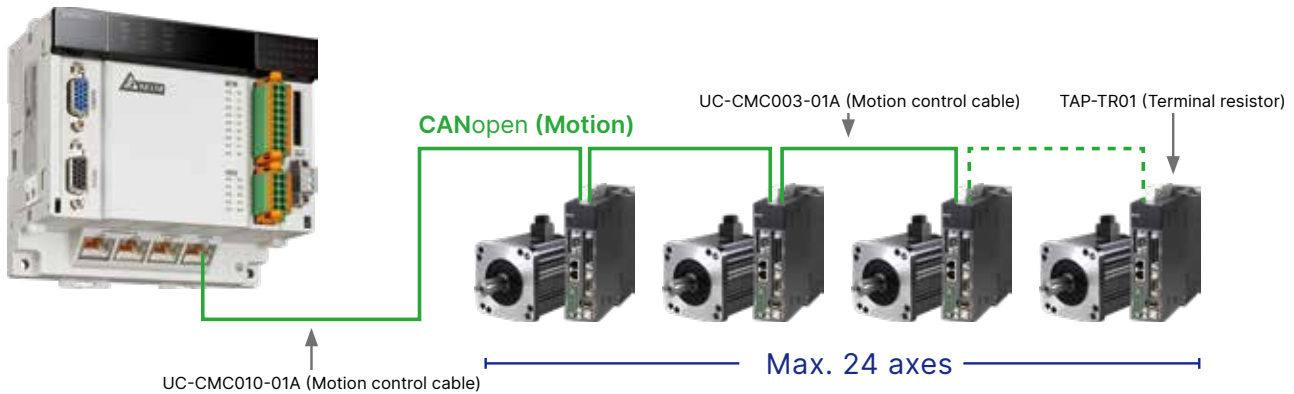 UC-CMC003-01A (Motion control cable)
TAP-TR01 (Terminal resistor)
CANopen (Motion)
Max. 24 axes
UC-CMC010-01A (Motion control cable)